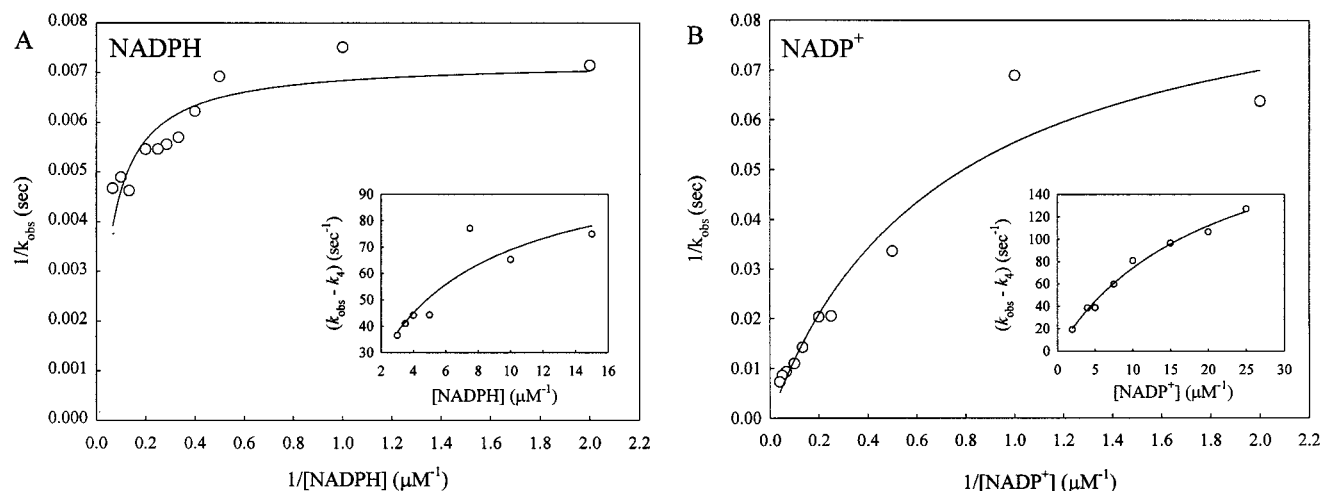 A
NADPH
0.008
0.007
0.006
0.005
0.004
0.003
0.002
0.001
0.000
1/k_obs (sec)
0.0 0.2 0.4 0.6 0.8 1.0 1.2 1.4 1.6 1.8 2.0 2.2
1/[NADPH] (μM⁻¹)
90
80
70
60
50
40
30
(k_obs - k_4) (sec⁻¹)
2 4 6 8 10 12 14 16
[NADPH] (μM⁻¹)
B
NADP⁺
0.08
0.07
0.06
0.05
0.04
0.03
0.02
0.01
0.00
1/k_obs (sec)
0.0 0.2 0.4 0.6 0.8 1.0 1.2 1.4 1.6 1.8 2.0 2.2
1/[NADP⁺] (μM⁻¹)
140
120
100
80
60
40
20
0
(k_obs - k_4) (sec⁻¹)
0 5 10 15 20 25 30
[NADP⁺] (μM⁻¹)